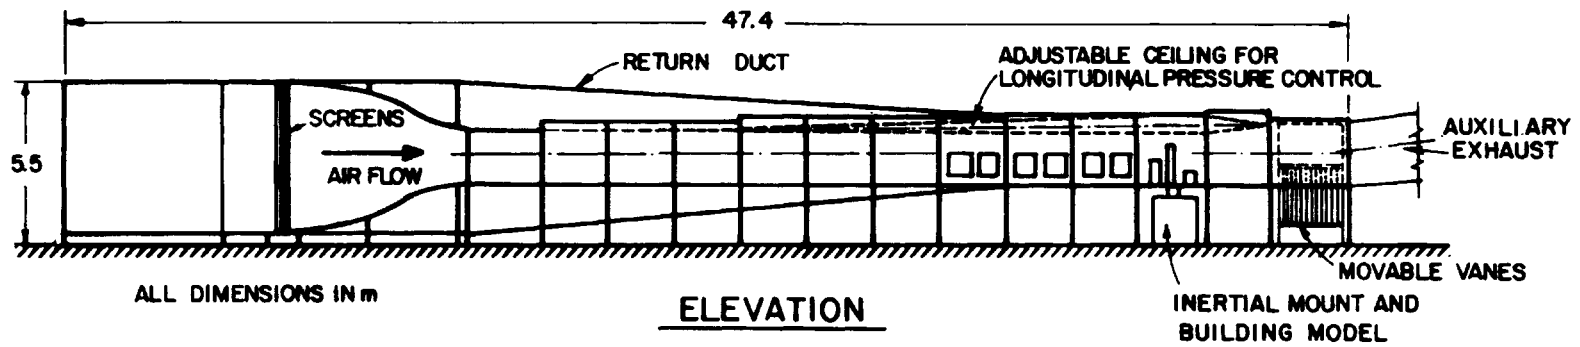 47.4
RETURN DUCT
ADJUSTABLE CEILING FOR
LONGITUDINAL PRESSURE CONTROL
SCREENS
5.5
AIR FLOW
AUXILIARY
EXHAUST
ALL DIMENSIONS IN m
ELEVATION
MOVABLE VANES
INERTIAL MOUNT AND
BUILDING MODEL